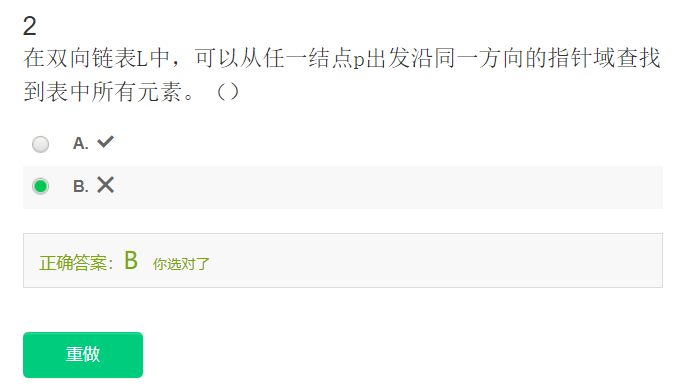 2
在双向链表L中，可以从任一结点p出发沿同一方向的指针域查找
到表中所有元素。（）
A. ✓
B. ✕
正确答案：B 你选对了
重做